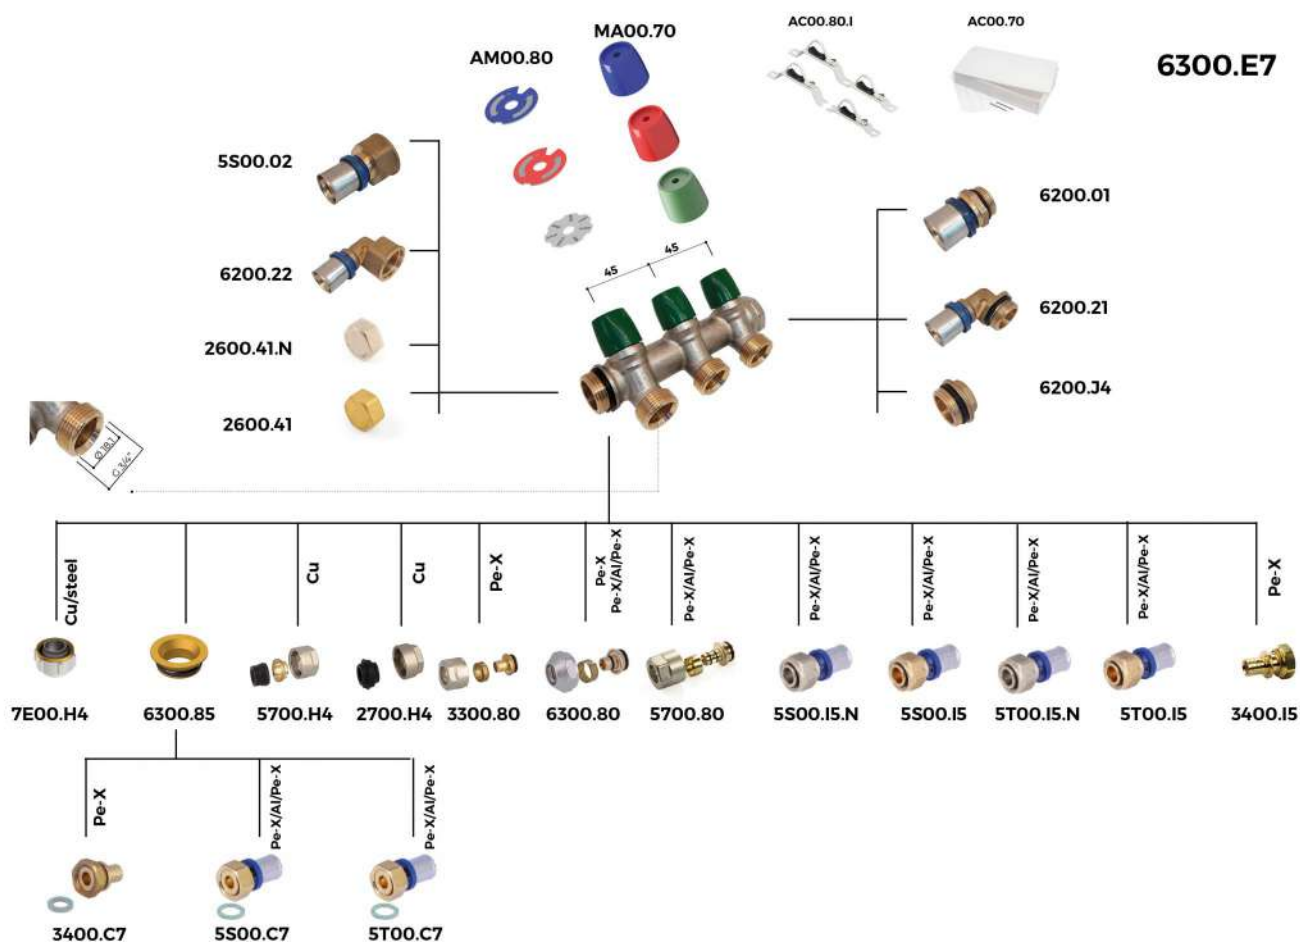 AC00.80.I
AC00.70
MA00.70
AM00.80
6300.E7
5S00.02
6200.01
45
45
6200.22
6200.21
2600.41.N
6200.J4
2600.41
Ø 18,1
G 3/4"
Cu/steel
Cu
Cu
Pe-X
Pe-X
Pe-X/Al/Pe-X
Pe-X/Al/Pe-X
Pe-X/Al/Pe-X
Pe-X/Al/Pe-X
Pe-X/Al/Pe-X
Pe-X/Al/Pe-X
Pe-X
7E00.H4
6300.85
5700.H4
2700.H4
3300.80
6300.80
5700.80
5S00.I5.N
5S00.I5
5T00.I5.N
5T00.I5
3400.I5
Pe-X
Pe-X/Al/Pe-X
Pe-X/Al/Pe-X
3400.C7
5S00.C7
5T00.C7